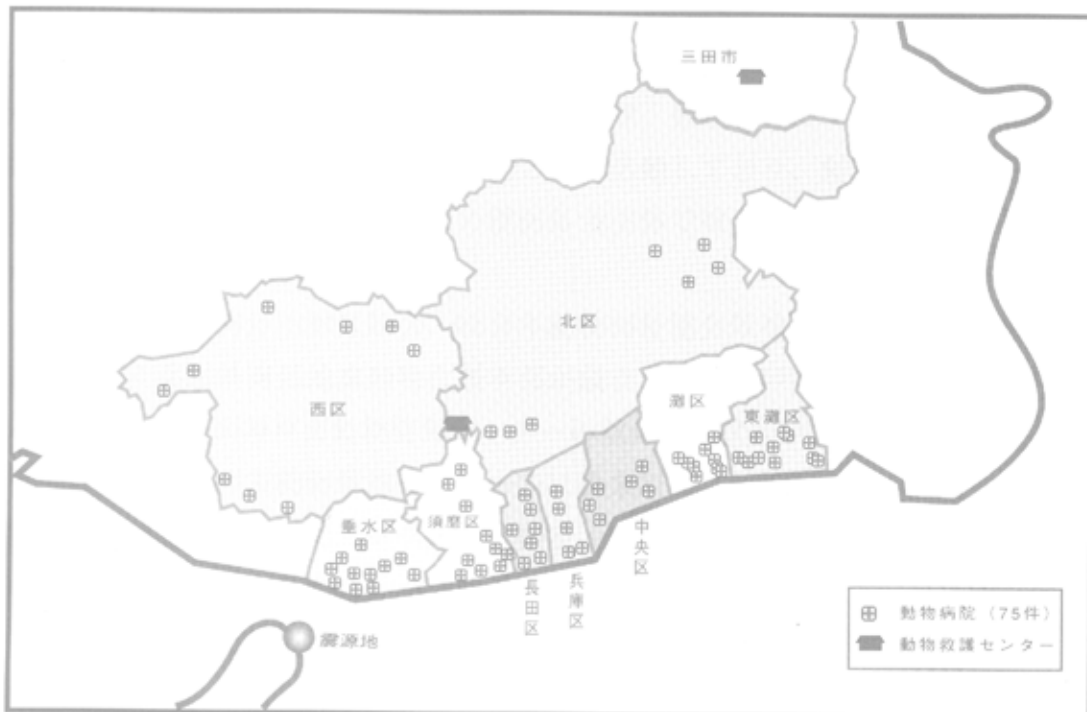 三田市
北区
西区
灘区
東灘区
垂水区
須磨区
中央区
長田区
兵庫区
震源地
動物病院（75件）
動物救護センター